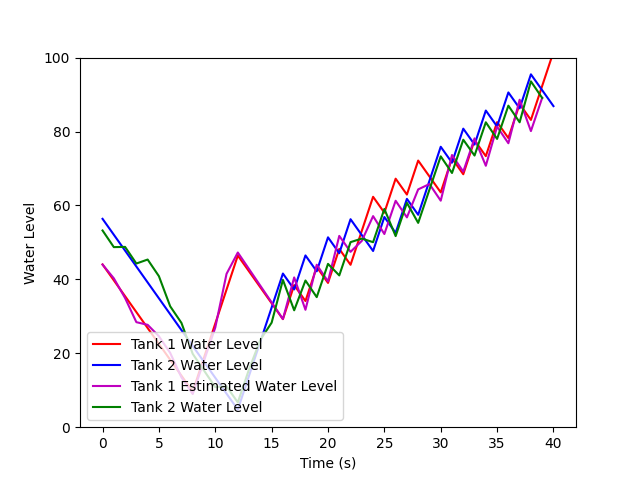 100
80
60
40
20
0
Water Level
Tank 1 Water Level
Tank 2 Water Level
Tank 1 Estimated Water Level
Tank 2 Water Level
0 5 10 15 20 25 30 35 40
Time (s)